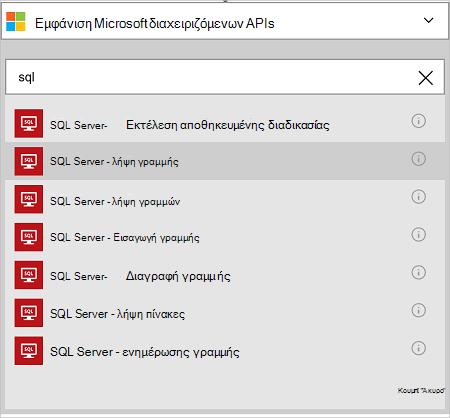 Εμφάνιση Microsoft διαχειριζόμενων APIs
sql
SQL Server- Εκτέλεση αποθηκευμένης διαδικασίας
SQL Server - λήψη γραμμής
SQL Server -λήψη γραμμών
SQL Server - Εισαγωγή γραμμής
SQL Server- Διαγραφή γραμμής
SQL Server - λήψη πίνακες
SQL Server - ενημέρωσης γραμμής
Κουμπί "Άκυρο"